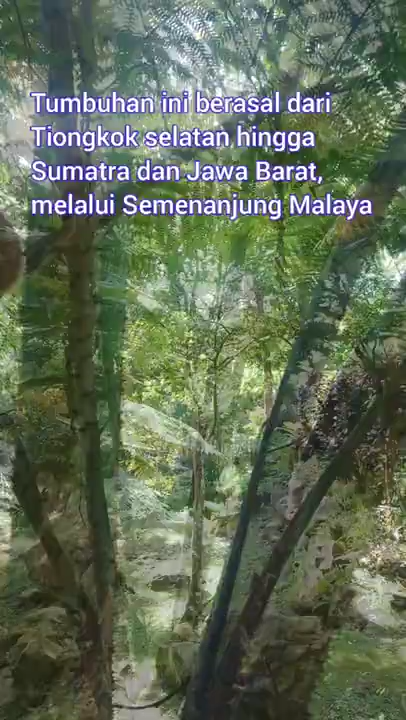 Tumbuhan ini berasal dari
Tiongkok selatan hingga
Sumatra dan Jawa Barat,
melalui Semenanjung Malaya